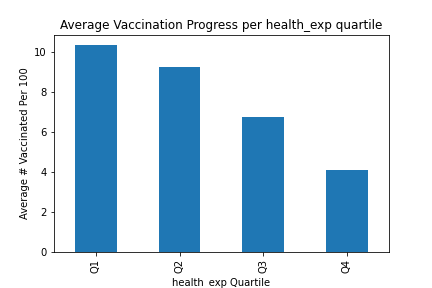 Average Vaccination Progress per health_exp quartile
Average # Vaccinated Per 100
10
8
6
4
2
0
Q1
Q2
Q3
Q4
health_exp Quartile